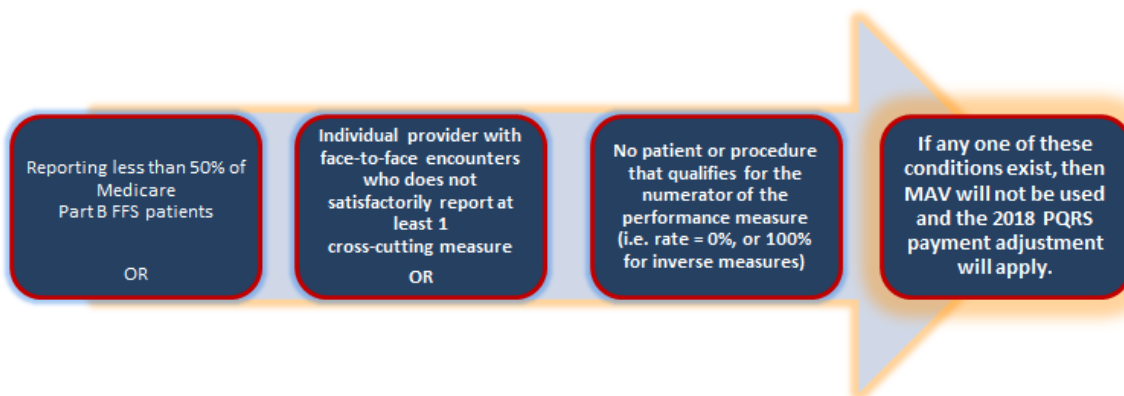 Reporting less than 50% of
Medicare
Part B FFS patients
OR
Individual provider with
face-to-face encounters
who does not
satisfactorily report at
least 1
cross-cutting measure
OR
No patient or procedure
that qualifies for the
numerator of the
performance measure
(i.e. rate = 0%, or 100%
for inverse measures)
If any one of these
conditions exist, then
MAV will not be used
and the 2018 PQRS
payment adjustment
will apply.